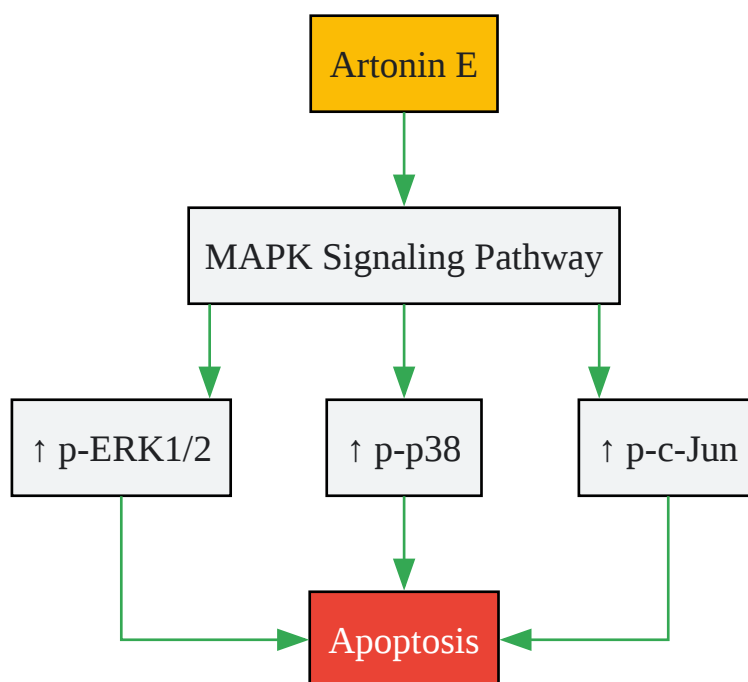 Artonin E
MAPK Signaling Pathway
↑ p-ERK1/2
↑ p-p38
↑ p-c-Jun
Apoptosis